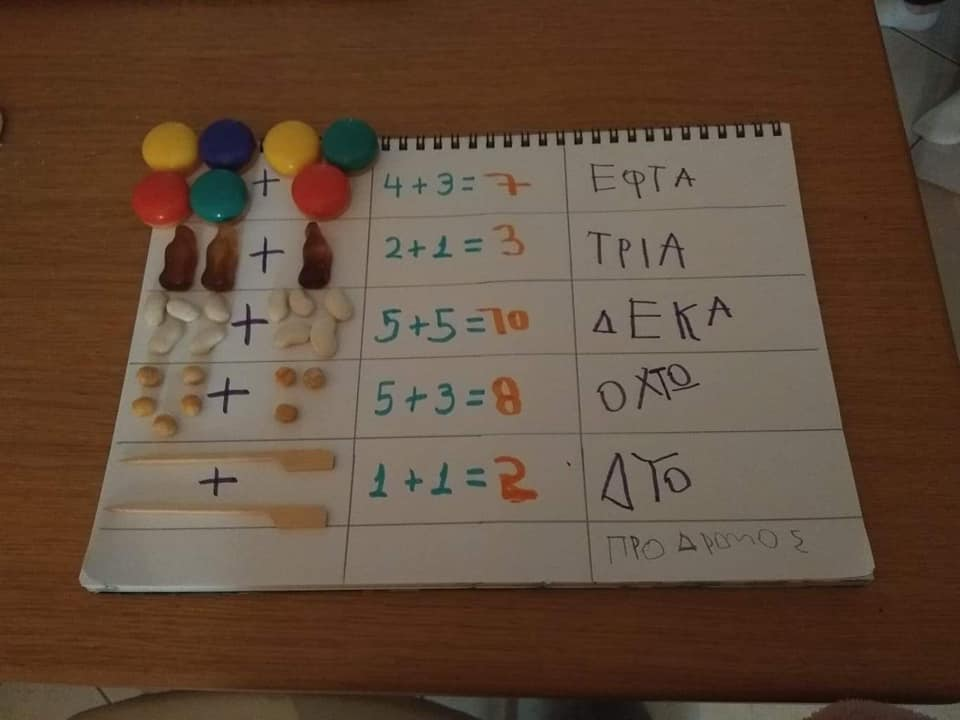 + 4+3=7 ΕΦΤΑ
+ 2+1=3 ΤΡΙΑ
+ 5+5=10 ΔΕΚΑ
+ 5+3=8 ΟΧΤΩ
+ 1+1=2 ΔΥΟ
ΠΡΟΔΡΟΜΟΣ